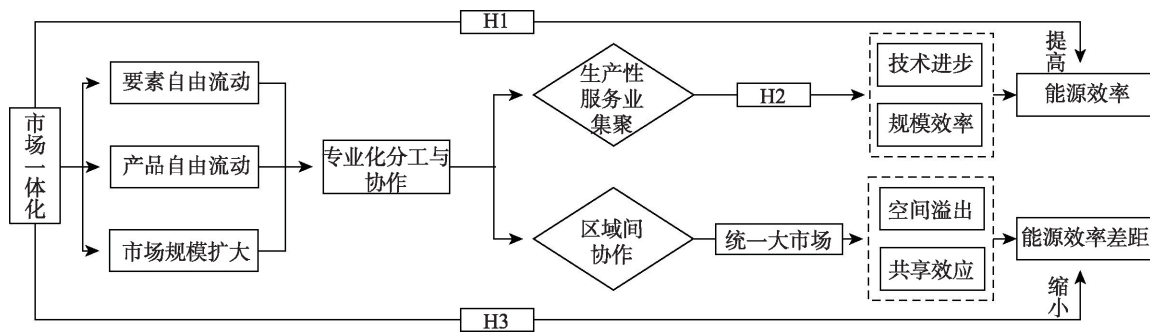 H1
提高
要素自由流动
生产性
服务业
集聚
技术进步
H2
能源效率
规模效率
市场一体化
产品自由流动
专业化分工与
协作
空间溢出
市场规模扩大
区域间
协作
统一大市场
能源效率差距
共享效应
缩小
H3